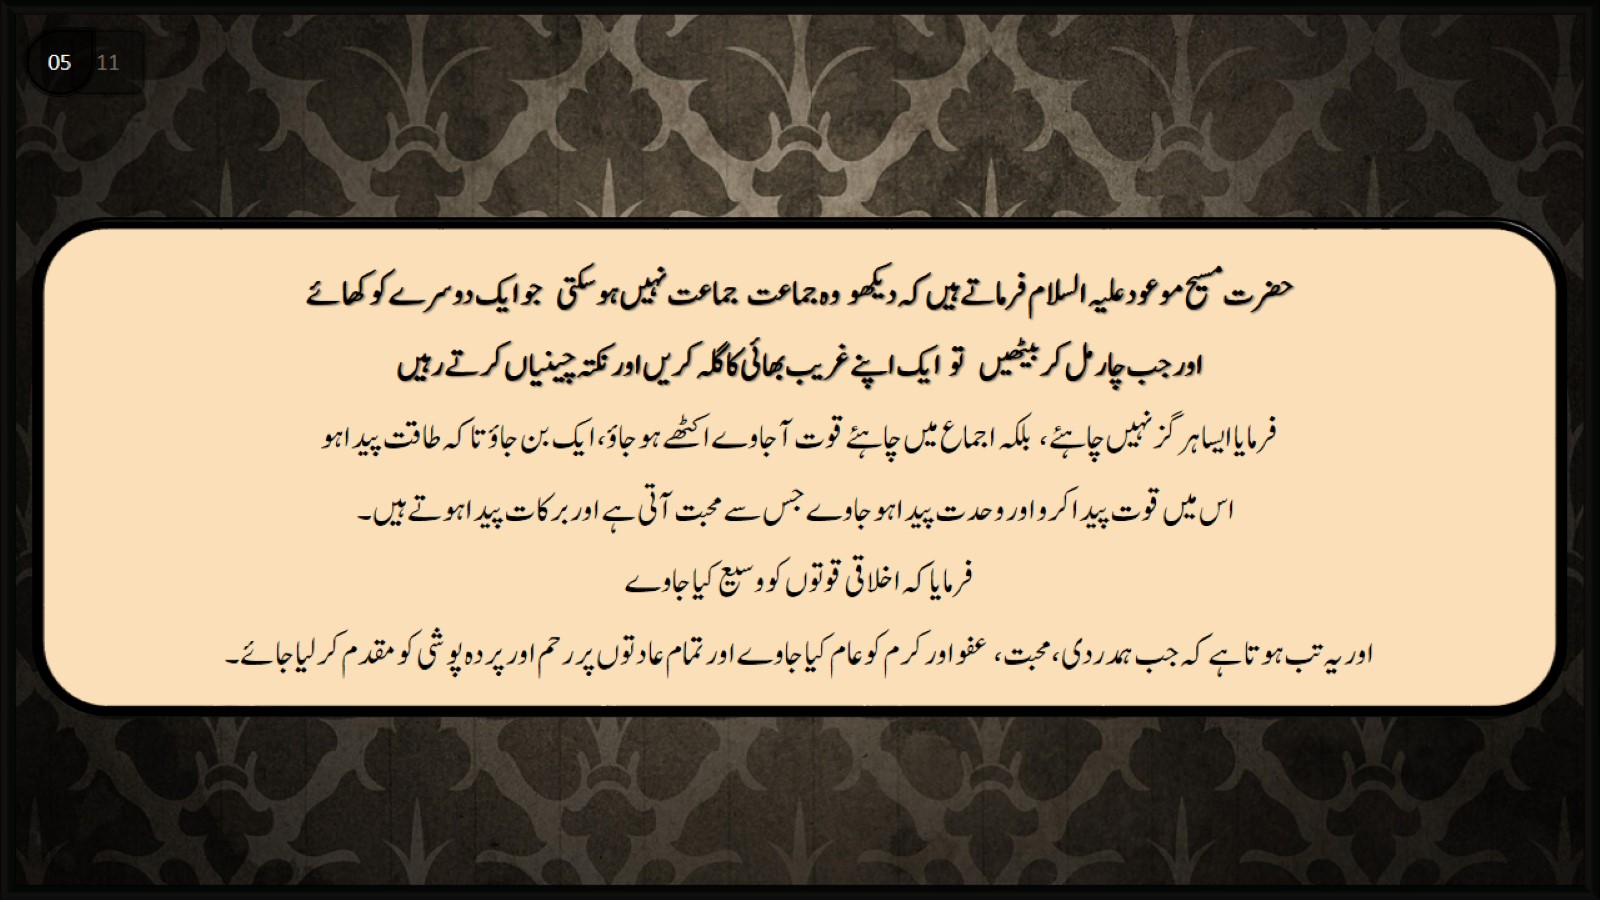 05 11
حضرت مسیح موعود علیہ السلام فرماتے ہیں کہ دیکھو وہ جماعت جماعت نہیں ہو سکتی جو ایک دوسرے کو کھائے
اور جب چار مل کر بیٹھیں تو ایک اپنے غریب بھائی کا گلہ کریں اور نکتہ چینیاں کرتے رہیں
فرمایا ایسا ہر گز نہیں چاہئے، بلکہ اجماع میں چاہئے قوت آ جاوے اکٹھے ہو جاؤ، ایک بن جاؤ تا کہ طاقت پیدا ہو
اس میں قوت پیدا کرو اور وحدت پیدا ہو جاوے جس سے محبت آتی ہے اور برکات پیدا ہوتے ہیں۔
فرمایا کہ اخلاقی قوتوں کو وسیع کیا جاوے
اور یہ تب ہوتا ہے کہ جب ہمدردی، محبت، عفو اور کرم کو عام کیا جاوے اور تمام عادتوں پر رحم اور پردہ پوشی کو مقدم کر لیا جائے۔